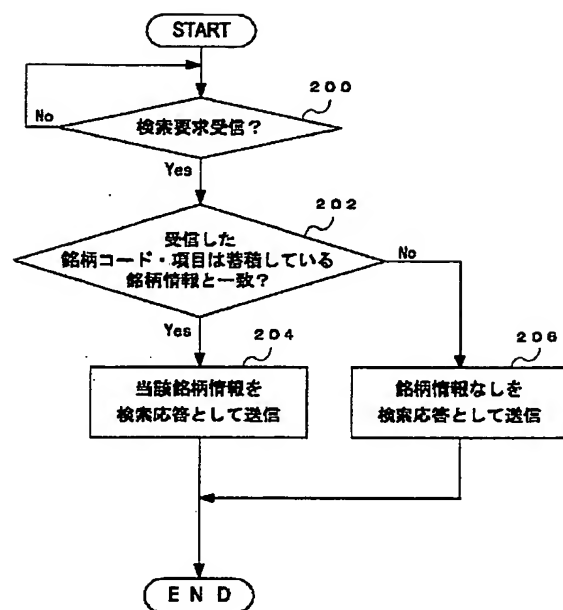 START
200
No
検索要求受信？
Yes
202
受信した
銘柄コード・項目は蓄積している
銘柄情報と一致？
No
Yes
204
206
当該銘柄情報を
検索応答として送信
銘柄情報なしを
検索応答として送信
END